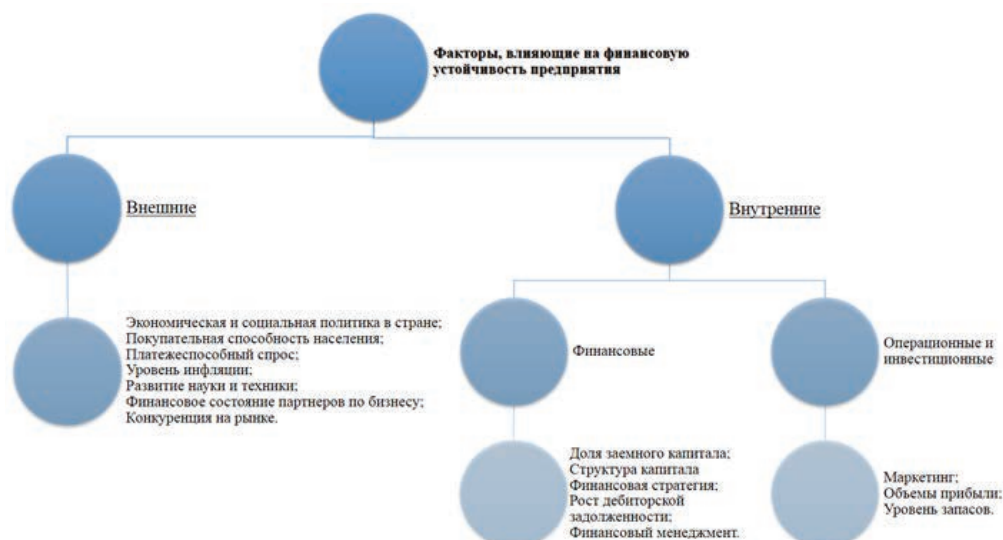 Факторы, влияющие на финансовую
устойчивость предприятия
Внешние
Внутренние
Экономическая и социальная политика в стране;
Покупательная способность населения;
Платежеспособный спрос;
Уровень инфляции;
Развитие науки и техники;
Финансовое состояние партнеров по бизнесу;
Конкуренция на рынке.
Финансовые
Операционные и
инвестиционные
Доля заемного капитала;
Структура капитала
Финансовая стратегия;
Рост дебиторской
задолженности;
Финансовый менеджмент.
Маркетинг;
Объемы прибыли;
Уровень запасов.